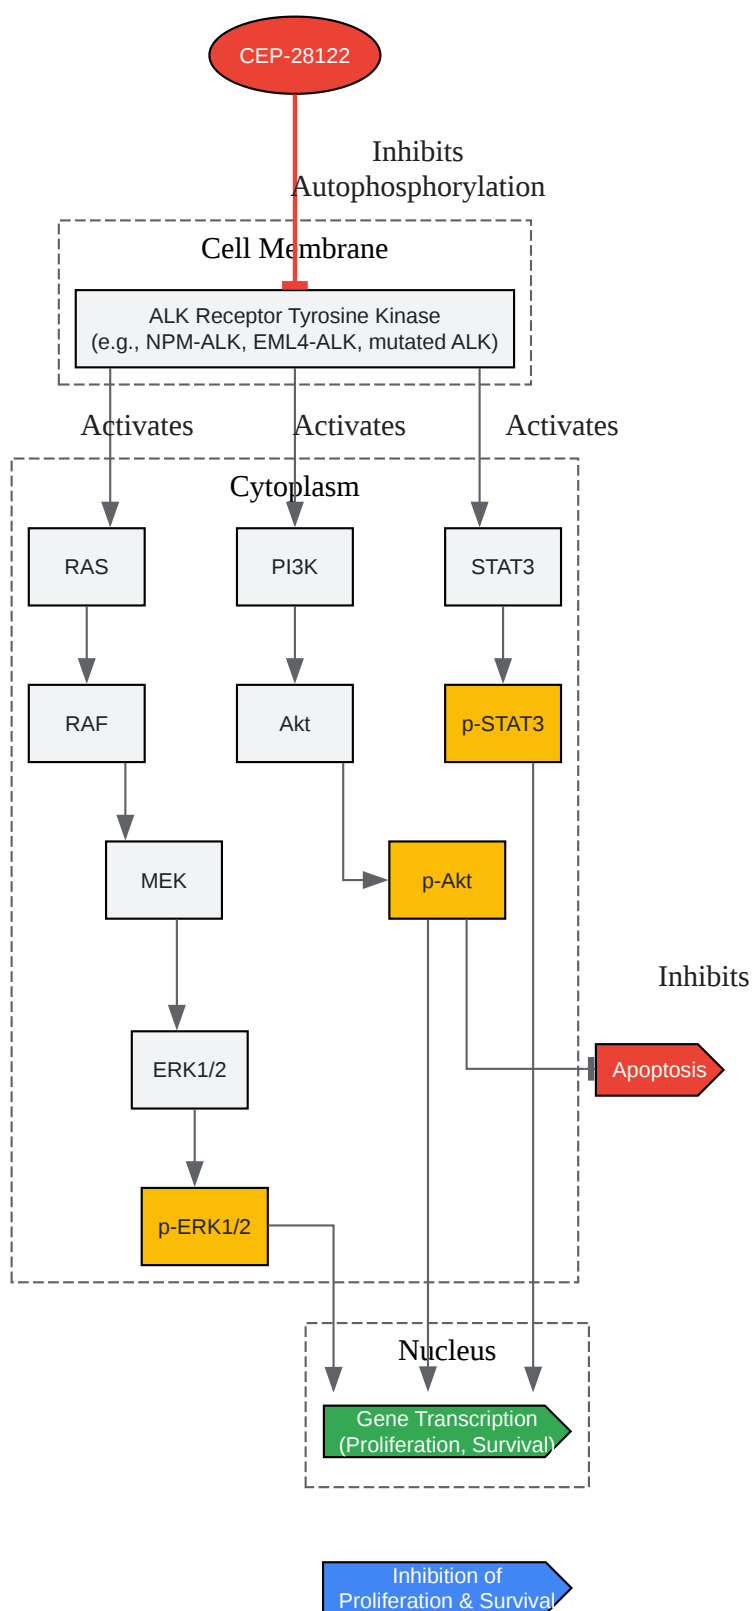 CEP-28122
Inhibits
Autophosphorylation
Cell Membrane
ALK Receptor Tyrosine Kinase
(e.g., NPM-ALK, EML4-ALK, mutated ALK)
Activates
Activates
Activates
Cytoplasm
RAS
PI3K
STAT3
RAF
Akt
p-STAT3
MEK
p-Akt
Inhibits
ERK1/2
Apoptosis
p-ERK1/2
Nucleus
Gene Transcription
(Proliferation, Survival)
Inhibition of
Proliferation & Survival